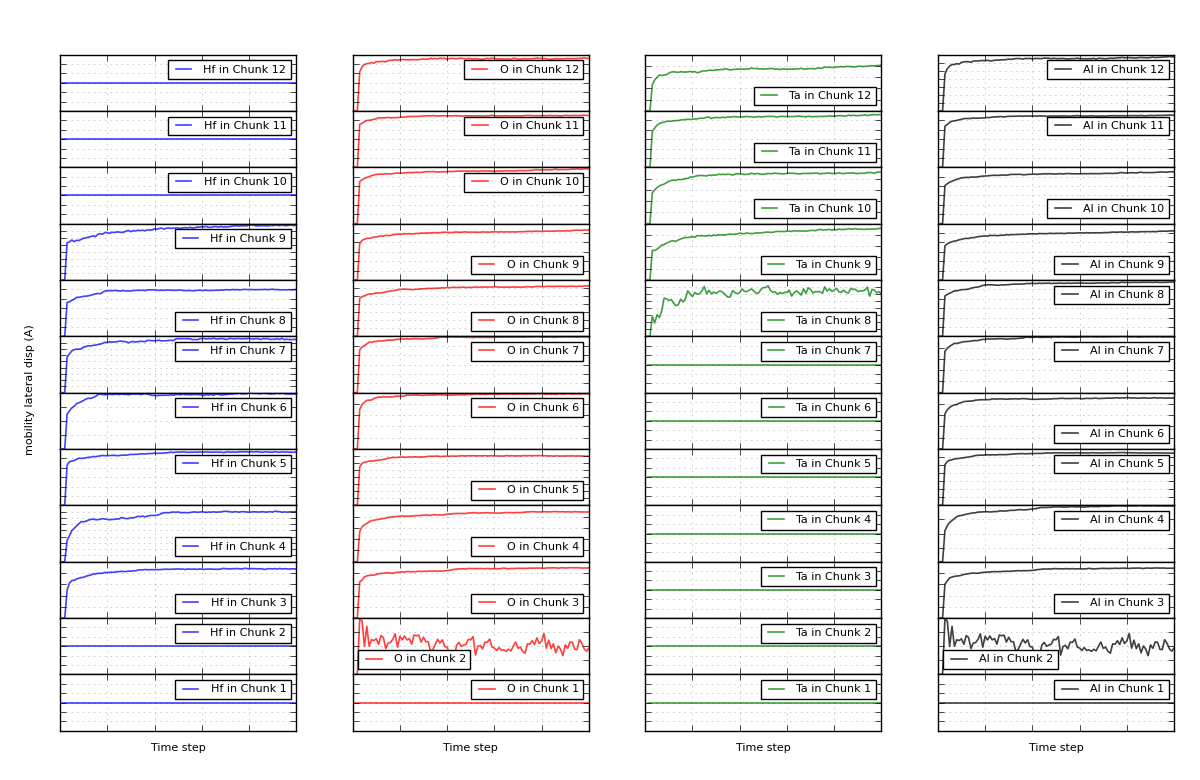 Hf in Chunk 12
O in Chunk 12
Ta in Chunk 12
Al in Chunk 12
Hf in Chunk 11
O in Chunk 11
Ta in Chunk 11
Al in Chunk 11
Hf in Chunk 10
O in Chunk 10
Ta in Chunk 10
Al in Chunk 10
Hf in Chunk 9
O in Chunk 9
Ta in Chunk 9
Al in Chunk 9
Hf in Chunk 8
O in Chunk 8
Ta in Chunk 8
Al in Chunk 8
Hf in Chunk 7
O in Chunk 7
Ta in Chunk 7
Al in Chunk 7
mobility lateral disp (A)
Hf in Chunk 6
O in Chunk 6
Ta in Chunk 6
Al in Chunk 6
Hf in Chunk 5
O in Chunk 5
Ta in Chunk 5
Al in Chunk 5
Hf in Chunk 4
O in Chunk 4
Ta in Chunk 4
Al in Chunk 4
Hf in Chunk 3
O in Chunk 3
Ta in Chunk 3
Al in Chunk 3
Hf in Chunk 2
O in Chunk 2
Ta in Chunk 2
Al in Chunk 2
Hf in Chunk 1
O in Chunk 1
Ta in Chunk 1
Al in Chunk 1
Time step
Time step
Time step
Time step